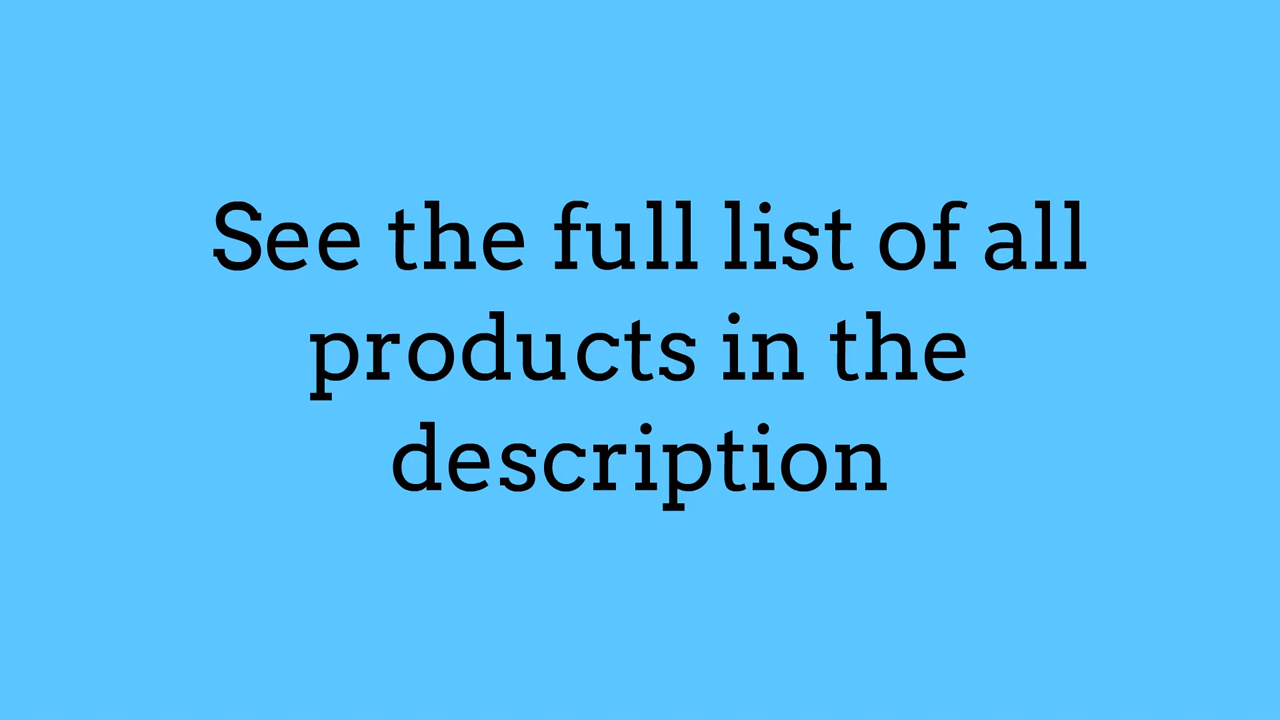 See the full list of all
products in the
description